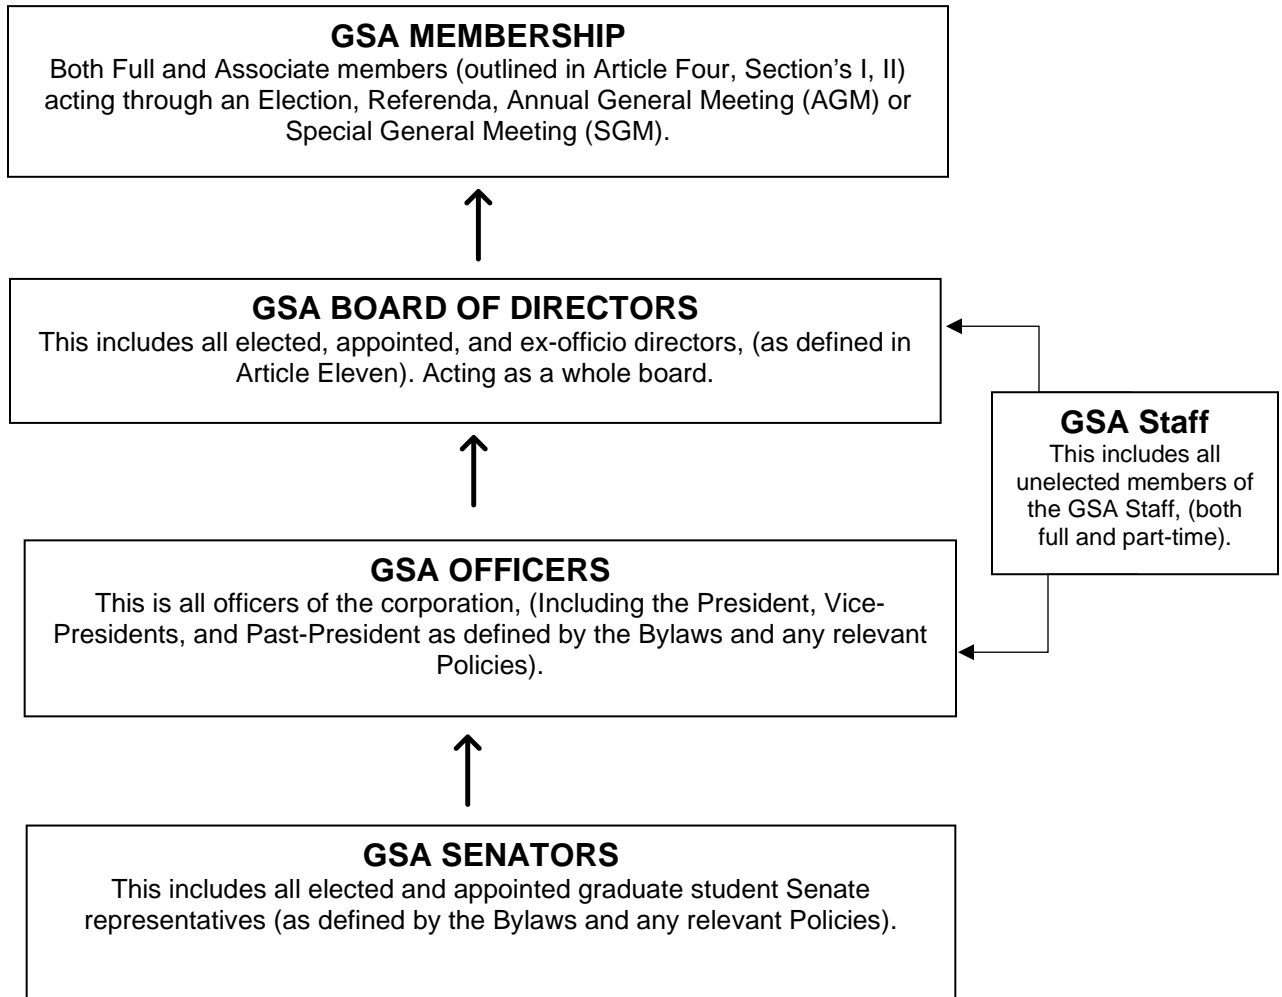 GSA MEMBERSHIP
Both Full and Associate members (outlined in Article Four, Section's I, II)
acting through an Election, Referenda, Annual General Meeting (AGM) or
Special General Meeting (SGM).
GSA BOARD OF DIRECTORS
This includes all elected, appointed, and ex-officio directors, (as defined in
Article Eleven). Acting as a whole board.
GSA Staff
This includes all
unelected members of
the GSA Staff, (both
full and part-time).
GSA OFFICERS
This is all officers of the corporation, (Including the President, Vice-
Presidents, and Past-President as defined by the Bylaws and any relevant
Policies).
GSA SENATORS
This includes all elected and appointed graduate student Senate
representatives (as defined by the Bylaws and any relevant Policies).